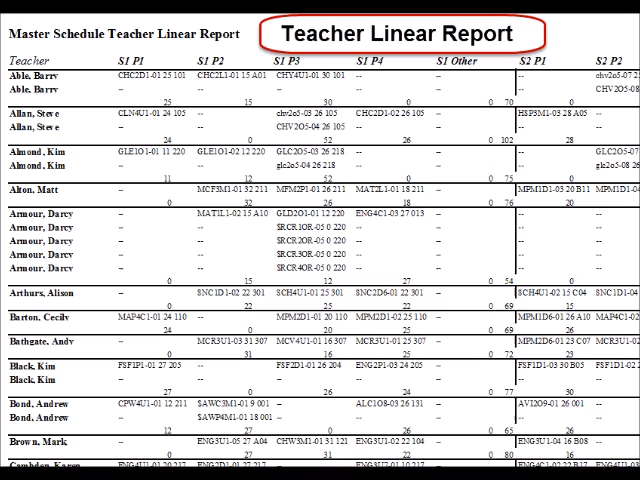 Master Schedule Teacher Linear Report
Teacher Linear Report
Teacher S1 P1 S1 P2 S1 P3 S1 P4 S1 Other S2 P1 S2 P2
Able, Barry CHC2D1-01 25 101 CHC2L1-01 15 A01 CHY4U1-01 30 101 -- -- -- chv2o5-07 2
Able, Barry -- -- -- -- -- -- CHV2O5-08
25 15 30 0 0 70 0
Allan, Steve CLN4U1-01 24 105 -- chv2o5-03 26 105 CHC2D1-02 26 105 -- HSP3M1-03 28 A05 --
Allan, Steve -- -- CHV2O5-04 26 105 -- -- -- --
24 0 52 26 0 102 28
Almond, Kim GLE1O1-01 11 220 GLE1O1-02 12 220 GLC2O5-03 26 218 -- -- -- GLC2O5-07
Almond, Kim -- -- glc2o5-04 26 218 -- -- -- glc2o5-08 26
11 12 52 0 0 75 0
Alton, Matt -- MCF3M1-01 32 211 MFM2P1-01 26 211 MAT2L1-01 18 211 -- MPM1D1-03 20 B11 MPM1D1-04
0 32 26 18 0 76 20
Armour, Darcy -- MAT1L1-02 15 A10 GLD2O1-01 12 220 ENG4C1-03 27 013 -- -- --
Armour, Darcy -- -- $RCR1OR-05 0 220 -- -- -- --
Armour, Darcy -- -- $RCR2OR-05 0 220 -- -- -- --
Armour, Darcy -- -- $RCR3OR-05 0 220 -- -- -- --
Armour, Darcy -- -- $RCR4OR-05 0 220 -- -- -- --
0 15 12 27 0 54 0
Arthurs, Alison -- SNC1D1-02 22 301 SCH4U1-01 25 301 SNC2D6-01 22 301 -- SCH4U1-02 15 C04 SNC1D1-04
0 22 25 22 0 69 15
Barton, Cecily MAP4C1-01 24 110 -- MPM2D1-01 20 110 MPM2D1-02 25 110 -- MPM1D6-01 26 A10 MAP4C1-02
24 0 20 25 0 69 26
Bathgate, Andy -- MCR3U1-03 31 307 MCV4U1-01 16 307 MCR3U1-01 25 307 -- MPM2D6-01 23 C07 MCR3U1-0
0 31 16 25 0 72 23
Black, Kim FSF1P1-01 27 205 -- FSF2D1-01 26 204 ENG2P1-03 24 205 -- FSF1D1-03 30 B05 FSF1D1-02
Black, Kim -- -- -- -- -- -- --
27 0 26 24 0 77 30
Bond, Andrew CPW4U1-01 12 211 SAWC3M1-01 9 001 -- ALC1O8-03 26 131 -- AVI2O9-01 26 001 --
Bond, Andrew -- SAWP4M1-01 18 001 -- -- -- -- --
12 27 0 26 0 65 26
Brown, Mark -- ENG3U1-05 27 A04 CHW3M1-01 31 121 ENG3U1-02 22 104 -- ENG3U1-04 16 B08 --
0 27 31 22 0 80 16